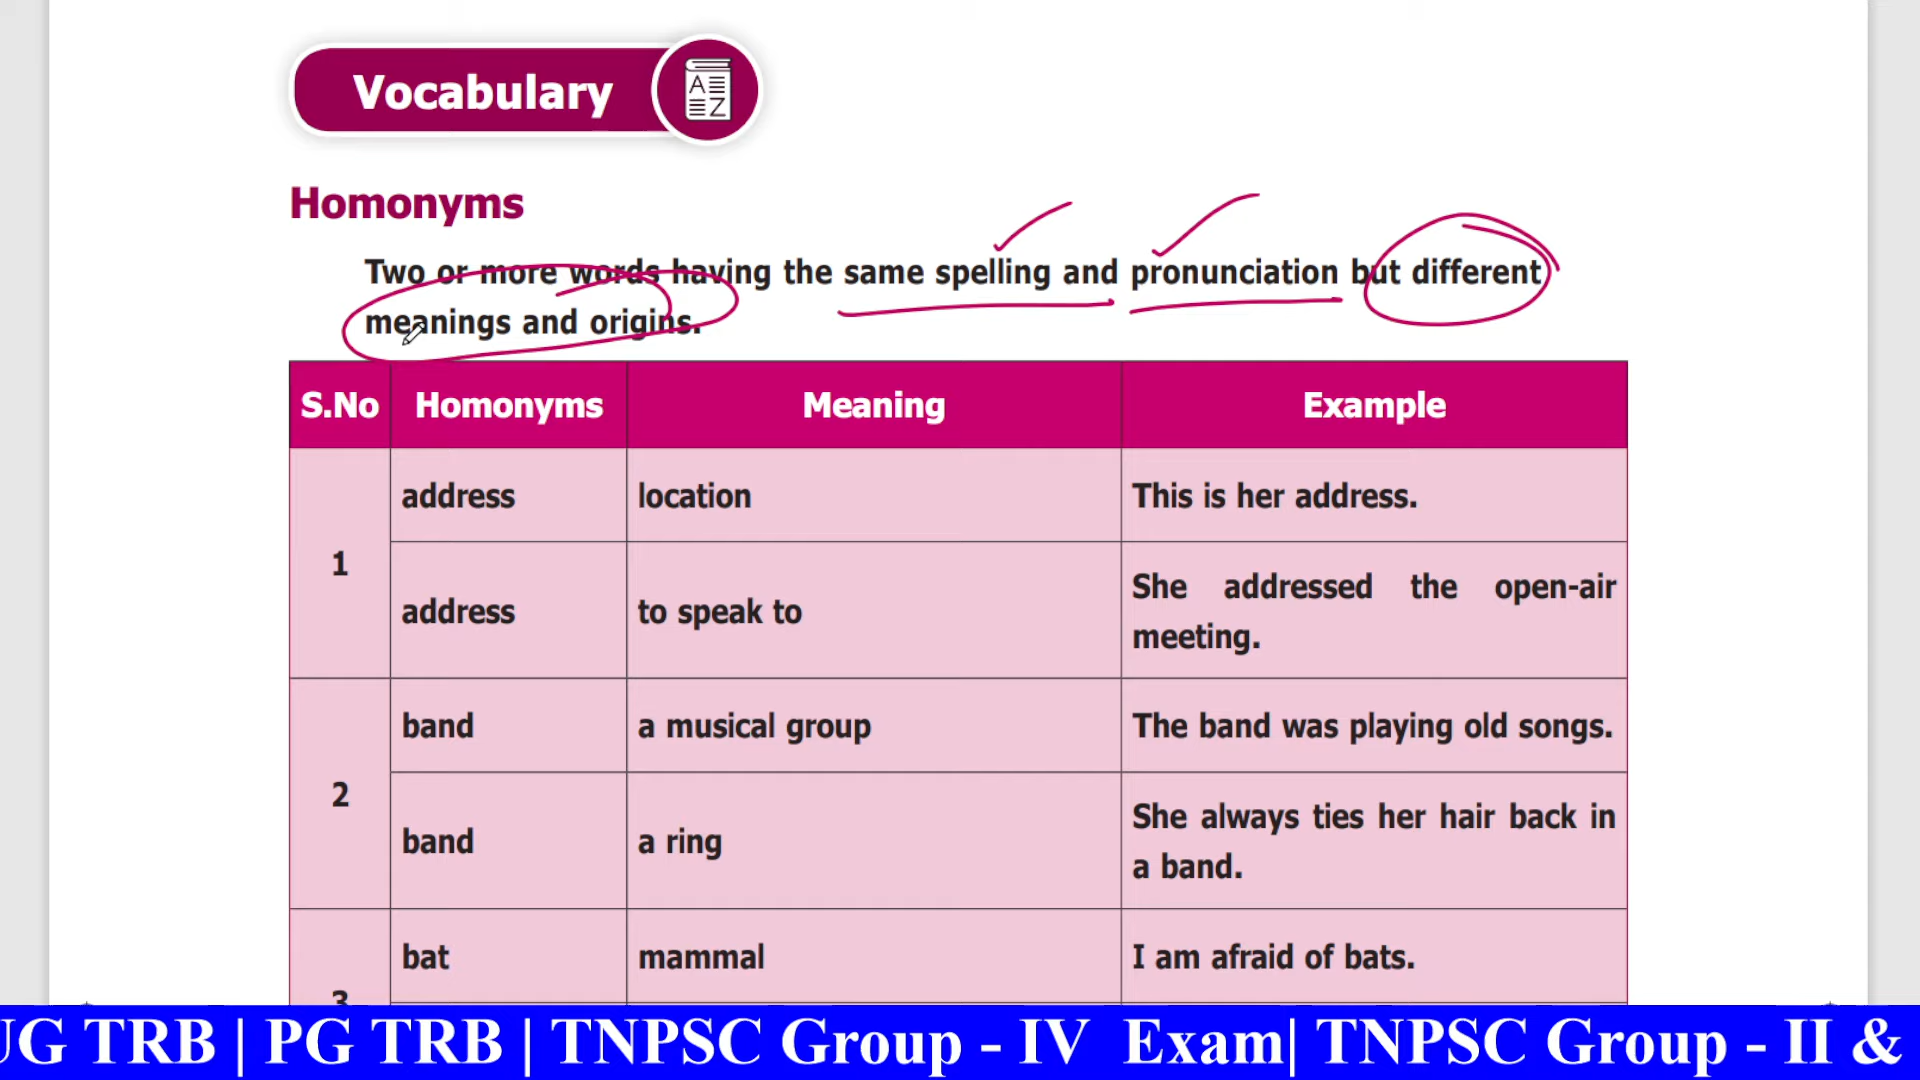 Vocabulary
A
Z
Homonyms
Two or more words having the same spelling and pronunciation but different
meanings and origins.
S.No Homonyms Meaning Example
1
address location This is her address.
address to speak to She addressed the open-air
meeting.
2
band a musical group The band was playing old songs.
band a ring She always ties her hair back in
a band.
3
bat mammal I am afraid of bats.
UG TRB | PG TRB | TNPSC Group - IV Exam| TNPSC Group - II &